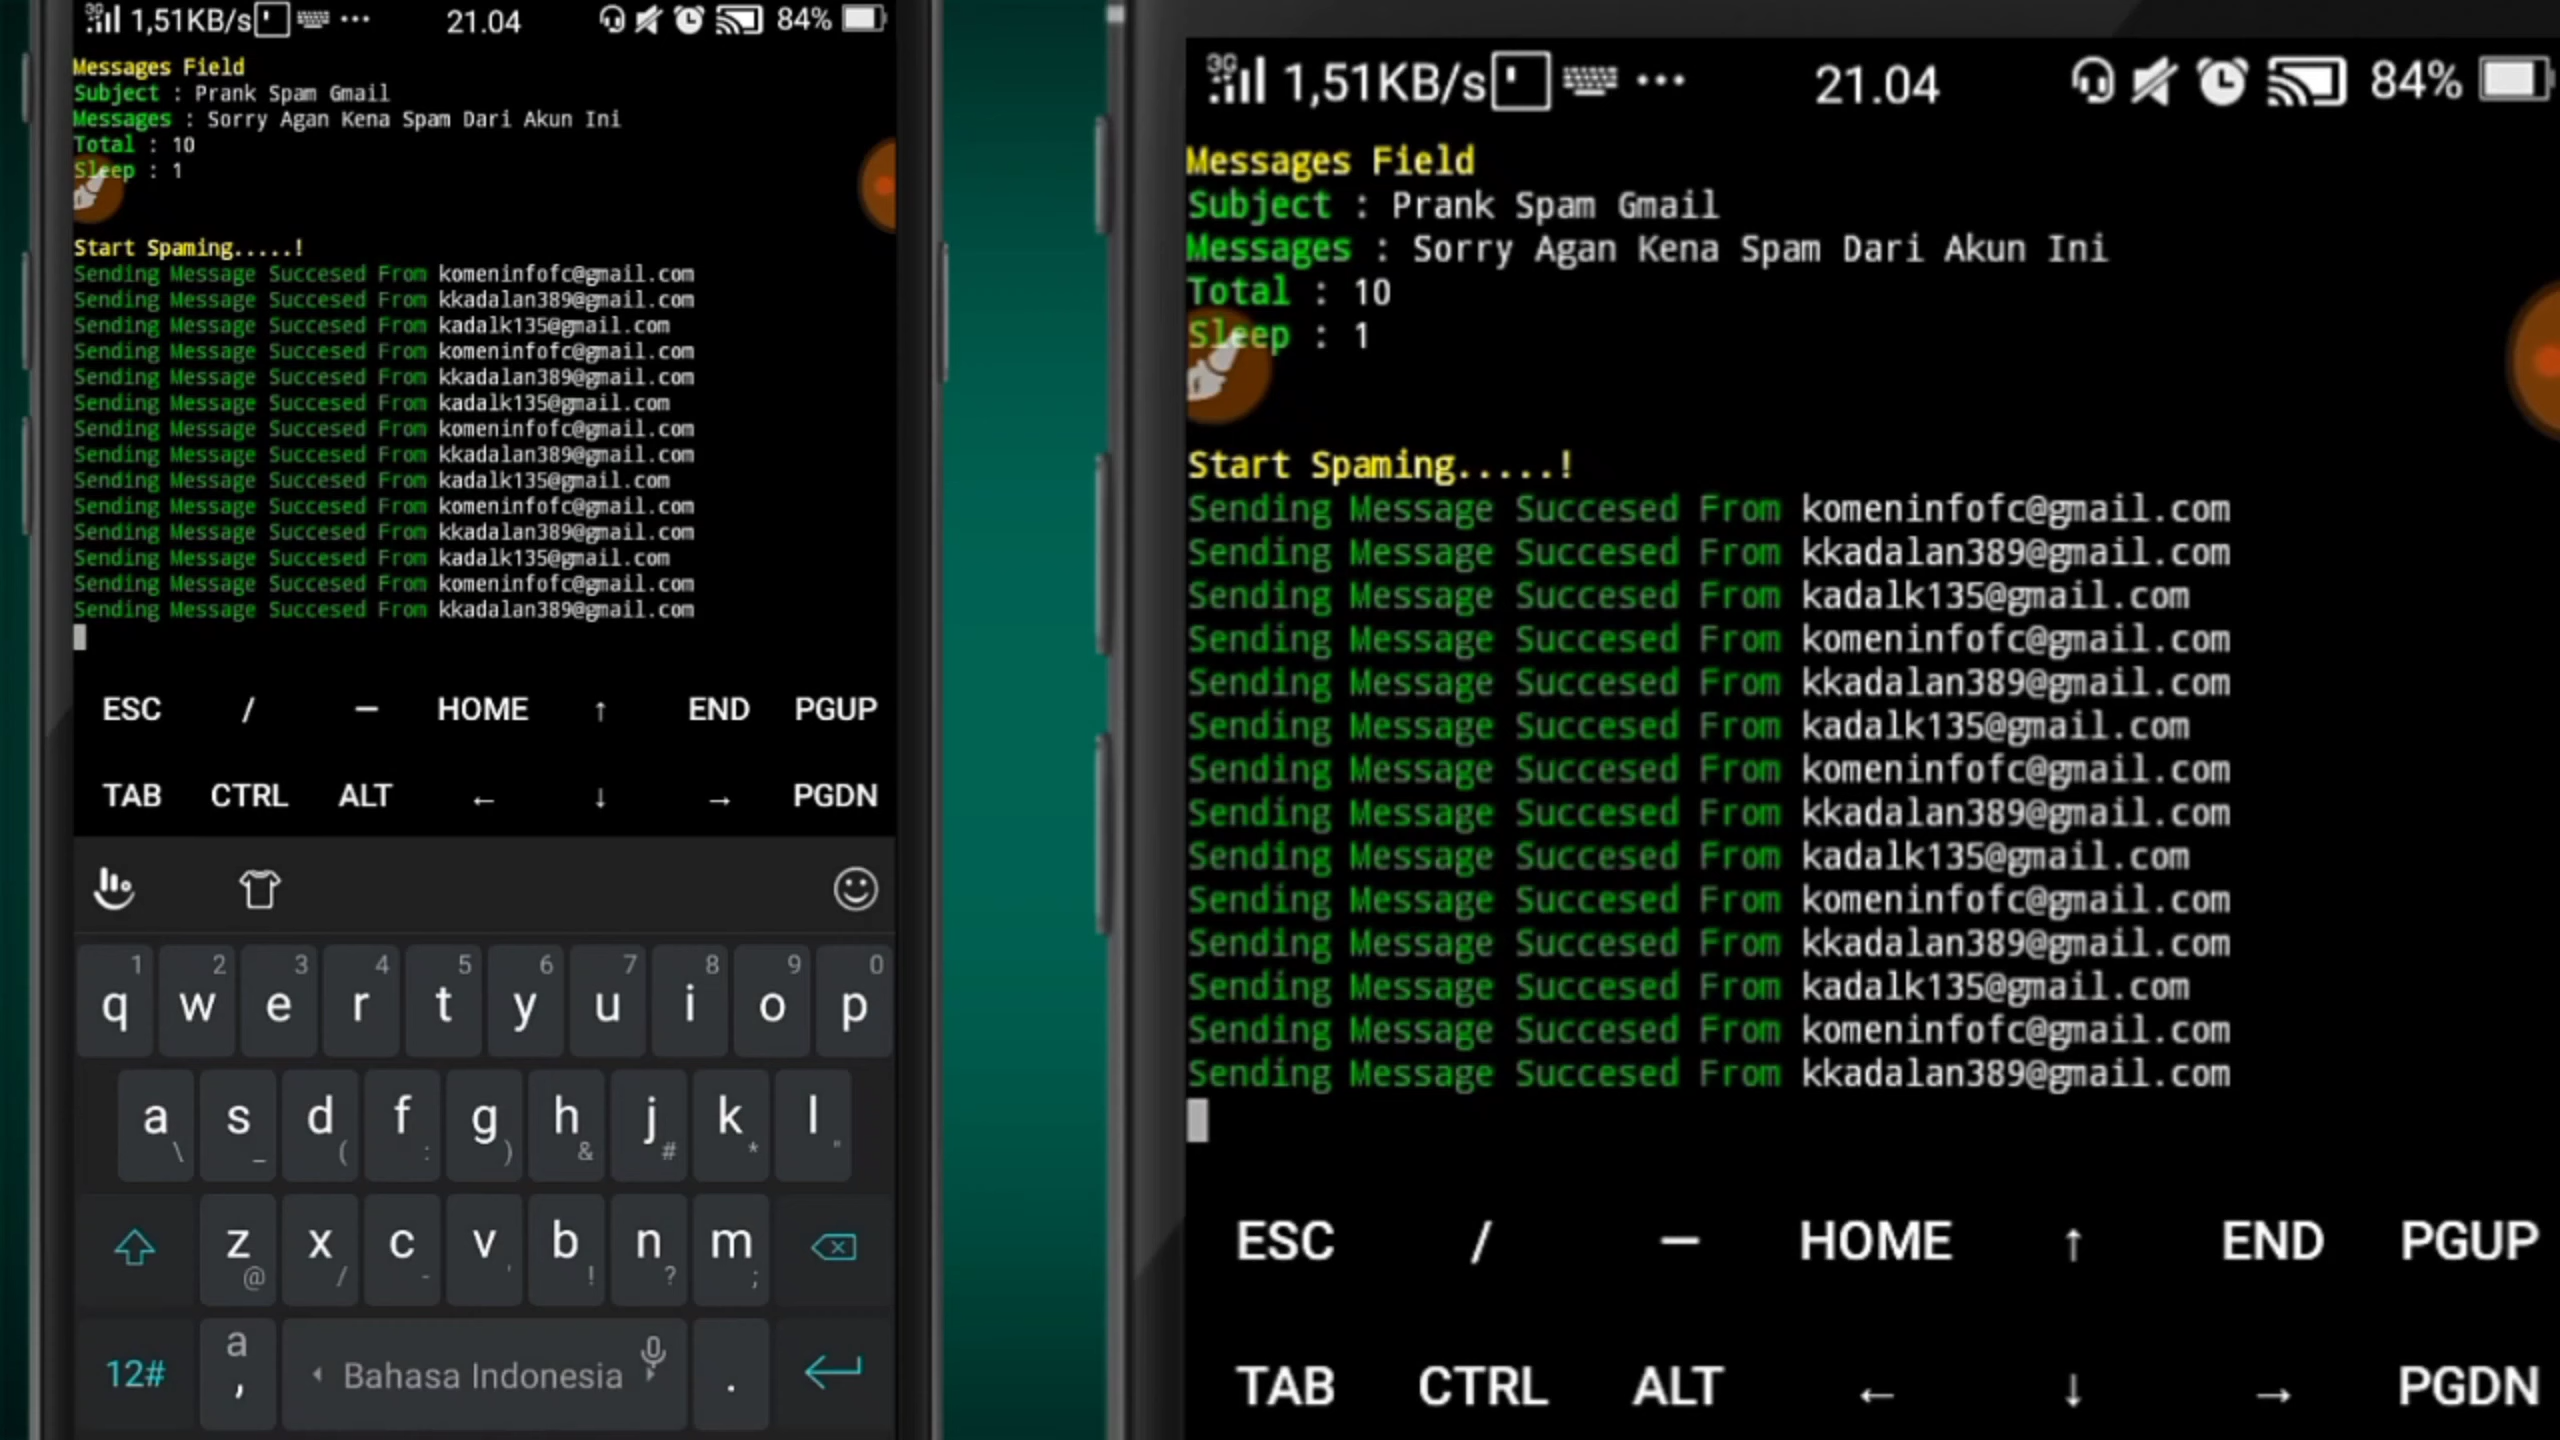 3G 1,51KB/s ... 21.04 84%
Messages Field
Subject : Prank Spam Gmail
Messages : Sorry Agan Kena Spam Dari Akun Ini
Total : 10
Sleep : 1
Start Spaming.....!
Sending Message Succesed From komeninfofc@gmail.com
Sending Message Succesed From kkadalan389@gmail.com
Sending Message Succesed From kadalk135@gmail.com
Sending Message Succesed From komeninfofc@gmail.com
Sending Message Succesed From kkadalan389@gmail.com
Sending Message Succesed From kadalk135@gmail.com
Sending Message Succesed From komeninfofc@gmail.com
Sending Message Succesed From kkadalan389@gmail.com
Sending Message Succesed From kadalk135@gmail.com
Sending Message Succesed From komeninfofc@gmail.com
Sending Message Succesed From kkadalan389@gmail.com
Sending Message Succesed From kadalk135@gmail.com
Sending Message Succesed From komeninfofc@gmail.com
Sending Message Succesed From kkadalan389@gmail.com
ESC / — HOME ↑ END PGUP
TAB CTRL ALT ← ↓ → PGDN
1 2 3 4 5 6 7 8 9 0
q w e r t y u i o p
a s d f g h j k l
\ _ ( : ) & # * "
z x c v b n m
@ / - ' ! ? ;
12# a , Bahasa Indonesia .
3G 1,51KB/s ... 21.04 84%
Messages Field
Subject : Prank Spam Gmail
Messages : Sorry Agan Kena Spam Dari Akun Ini
Total : 10
Sleep : 1
Start Spaming.....!
Sending Message Succesed From komeninfofc@gmail.com
Sending Message Succesed From kkadalan389@gmail.com
Sending Message Succesed From kadalk135@gmail.com
Sending Message Succesed From komeninfofc@gmail.com
Sending Message Succesed From kkadalan389@gmail.com
Sending Message Succesed From kadalk135@gmail.com
Sending Message Succesed From komeninfofc@gmail.com
Sending Message Succesed From kkadalan389@gmail.com
Sending Message Succesed From kadalk135@gmail.com
Sending Message Succesed From komeninfofc@gmail.com
Sending Message Succesed From kkadalan389@gmail.com
Sending Message Succesed From kadalk135@gmail.com
Sending Message Succesed From komeninfofc@gmail.com
Sending Message Succesed From kkadalan389@gmail.com
ESC / — HOME ↑ END PGUP
TAB CTRL ALT ← ↓ → PGDN